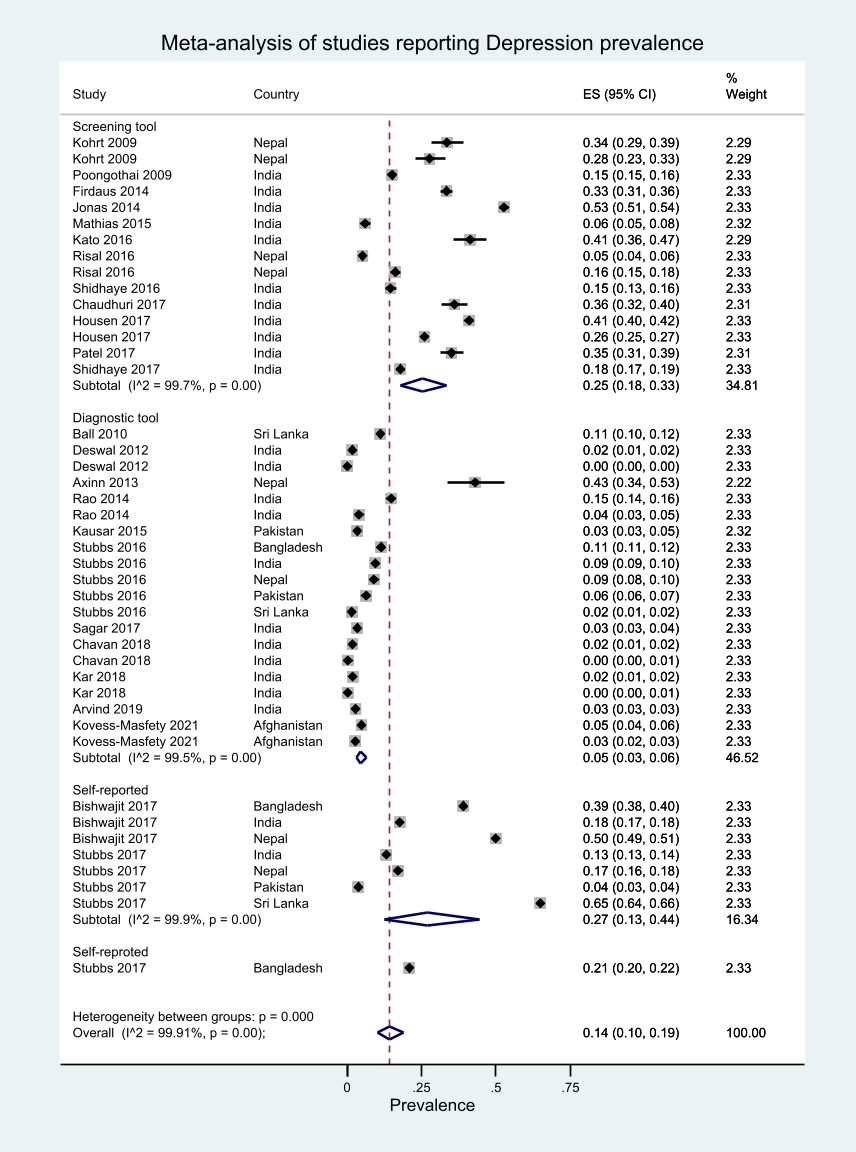 Meta-analysis of studies reporting Depression prevalence
%
Study Country ES (95% CI) Weight
Screening tool
Kohrt 2009 Nepal 0.34 (0.29, 0.39) 2.29
Kohrt 2009 Nepal 0.28 (0.23, 0.33) 2.29
Poongothai 2009 India 0.15 (0.15, 0.16) 2.33
Firdaus 2014 India 0.33 (0.31, 0.36) 2.33
Jonas 2014 India 0.53 (0.51, 0.54) 2.33
Mathias 2015 India 0.06 (0.05, 0.08) 2.32
Kato 2016 India 0.41 (0.36, 0.47) 2.29
Risal 2016 Nepal 0.05 (0.04, 0.06) 2.33
Risal 2016 Nepal 0.16 (0.15, 0.18) 2.33
Shidhaye 2016 India 0.15 (0.13, 0.16) 2.33
Chaudhuri 2017 India 0.36 (0.32, 0.40) 2.31
Housen 2017 India 0.41 (0.40, 0.42) 2.33
Housen 2017 India 0.26 (0.25, 0.27) 2.33
Patel 2017 India 0.35 (0.31, 0.39) 2.31
Shidhaye 2017 India 0.18 (0.17, 0.19) 2.33
Subtotal (I^2 = 99.7%, p = 0.00) 0.25 (0.18, 0.33) 34.81
Diagnostic tool
Ball 2010 Sri Lanka 0.11 (0.10, 0.12) 2.33
Deswal 2012 India 0.02 (0.01, 0.02) 2.33
Deswal 2012 India 0.00 (0.00, 0.00) 2.33
Axinn 2013 Nepal 0.43 (0.34, 0.53) 2.22
Rao 2014 India 0.15 (0.14, 0.16) 2.33
Rao 2014 India 0.04 (0.03, 0.05) 2.33
Kausar 2015 Pakistan 0.03 (0.03, 0.05) 2.32
Stubbs 2016 Bangladesh 0.11 (0.11, 0.12) 2.33
Stubbs 2016 India 0.09 (0.09, 0.10) 2.33
Stubbs 2016 Nepal 0.09 (0.08, 0.10) 2.33
Stubbs 2016 Pakistan 0.06 (0.06, 0.07) 2.33
Stubbs 2016 Sri Lanka 0.02 (0.01, 0.02) 2.33
Sagar 2017 India 0.03 (0.03, 0.04) 2.33
Chavan 2018 India 0.02 (0.01, 0.02) 2.33
Chavan 2018 India 0.00 (0.00, 0.01) 2.33
Kar 2018 India 0.02 (0.01, 0.02) 2.33
Kar 2018 India 0.00 (0.00, 0.01) 2.33
Arvind 2019 India 0.03 (0.03, 0.03) 2.33
Kovess-Masfety 2021 Afghanistan 0.05 (0.04, 0.06) 2.33
Kovess-Masfety 2021 Afghanistan 0.03 (0.02, 0.03) 2.33
Subtotal (I^2 = 99.5%, p = 0.00) 0.05 (0.03, 0.06) 46.52
Self-reported
Bishwajit 2017 Bangladesh 0.39 (0.38, 0.40) 2.33
Bishwajit 2017 India 0.18 (0.17, 0.18) 2.33
Bishwajit 2017 Nepal 0.50 (0.49, 0.51) 2.33
Stubbs 2017 India 0.13 (0.13, 0.14) 2.33
Stubbs 2017 Nepal 0.17 (0.16, 0.18) 2.33
Stubbs 2017 Pakistan 0.04 (0.03, 0.04) 2.33
Stubbs 2017 Sri Lanka 0.65 (0.64, 0.66) 2.33
Subtotal (I^2 = 99.9%, p = 0.00) 0.27 (0.13, 0.44) 16.34
Self-reproted
Stubbs 2017 Bangladesh 0.21 (0.20, 0.22) 2.33
Heterogeneity between groups: p = 0.000
Overall (I^2 = 99.91%, p = 0.00); 0.14 (0.10, 0.19) 100.00
0 .25 .5 .75
Prevalence